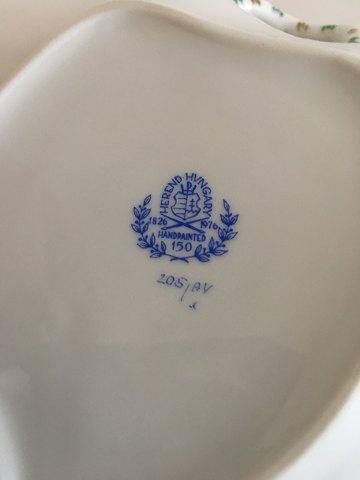 HEREND HUNGARY
1826 1976
HANDPAINTED
150
205/AV